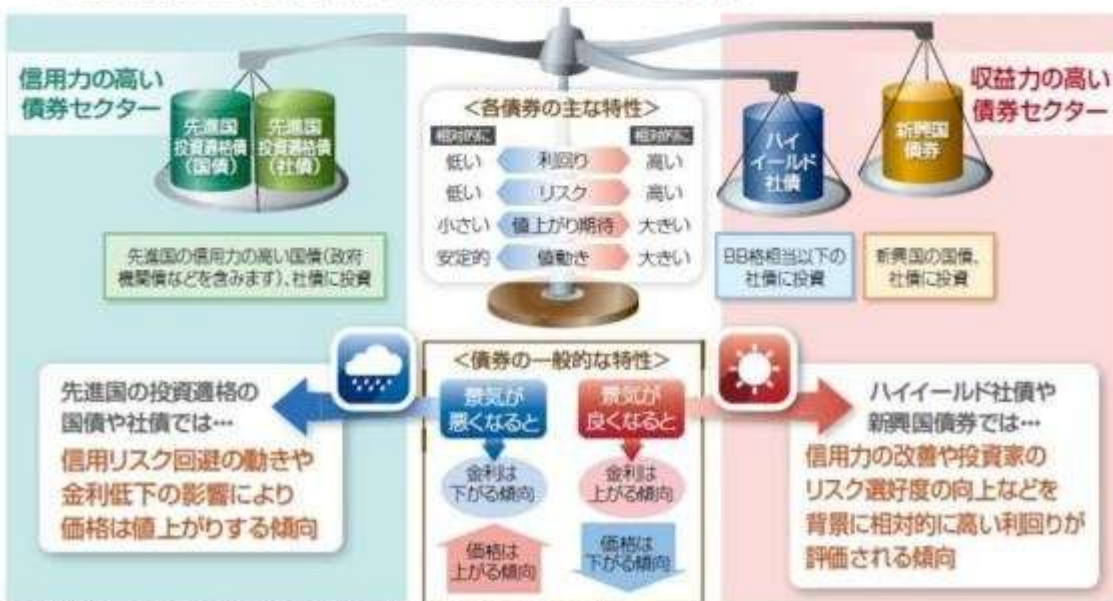 信用力の高い
債券セクター
先進国
投資適格債
(国債)
先進国
投資適格債
(社債)
先進国の信用力の高い国債(政府
機関債などを含みます)、社債に投資
<各債券の主な特性>
相対的に
相対的に
低い 利回り 高い
低い リスク 高い
小さい 値上がり期待 大きい
安定的 値動き 大きい
収益力の高い
債券セクター
ハイ
イールド
社債
新興国
債券
BB格相当以下の
社債に投資
新興国の国債、
社債に投資
<債券の一般的な特性>
景気が
悪くなると
金利は
下がる傾向
価格は
上がる傾向
景気が
良くなると
金利は
上がる傾向
価格は
下がる傾向
先進国の投資適格の
国債や社債では…
信用リスク回避の動きや
金利低下の影響により
価格は値上がりする傾向
ハイイールド社債や
新興国債券では…
信用力の改善や投資家の
リスク選好度の向上などを
背景に相対的に高い利回りが
評価される傾向